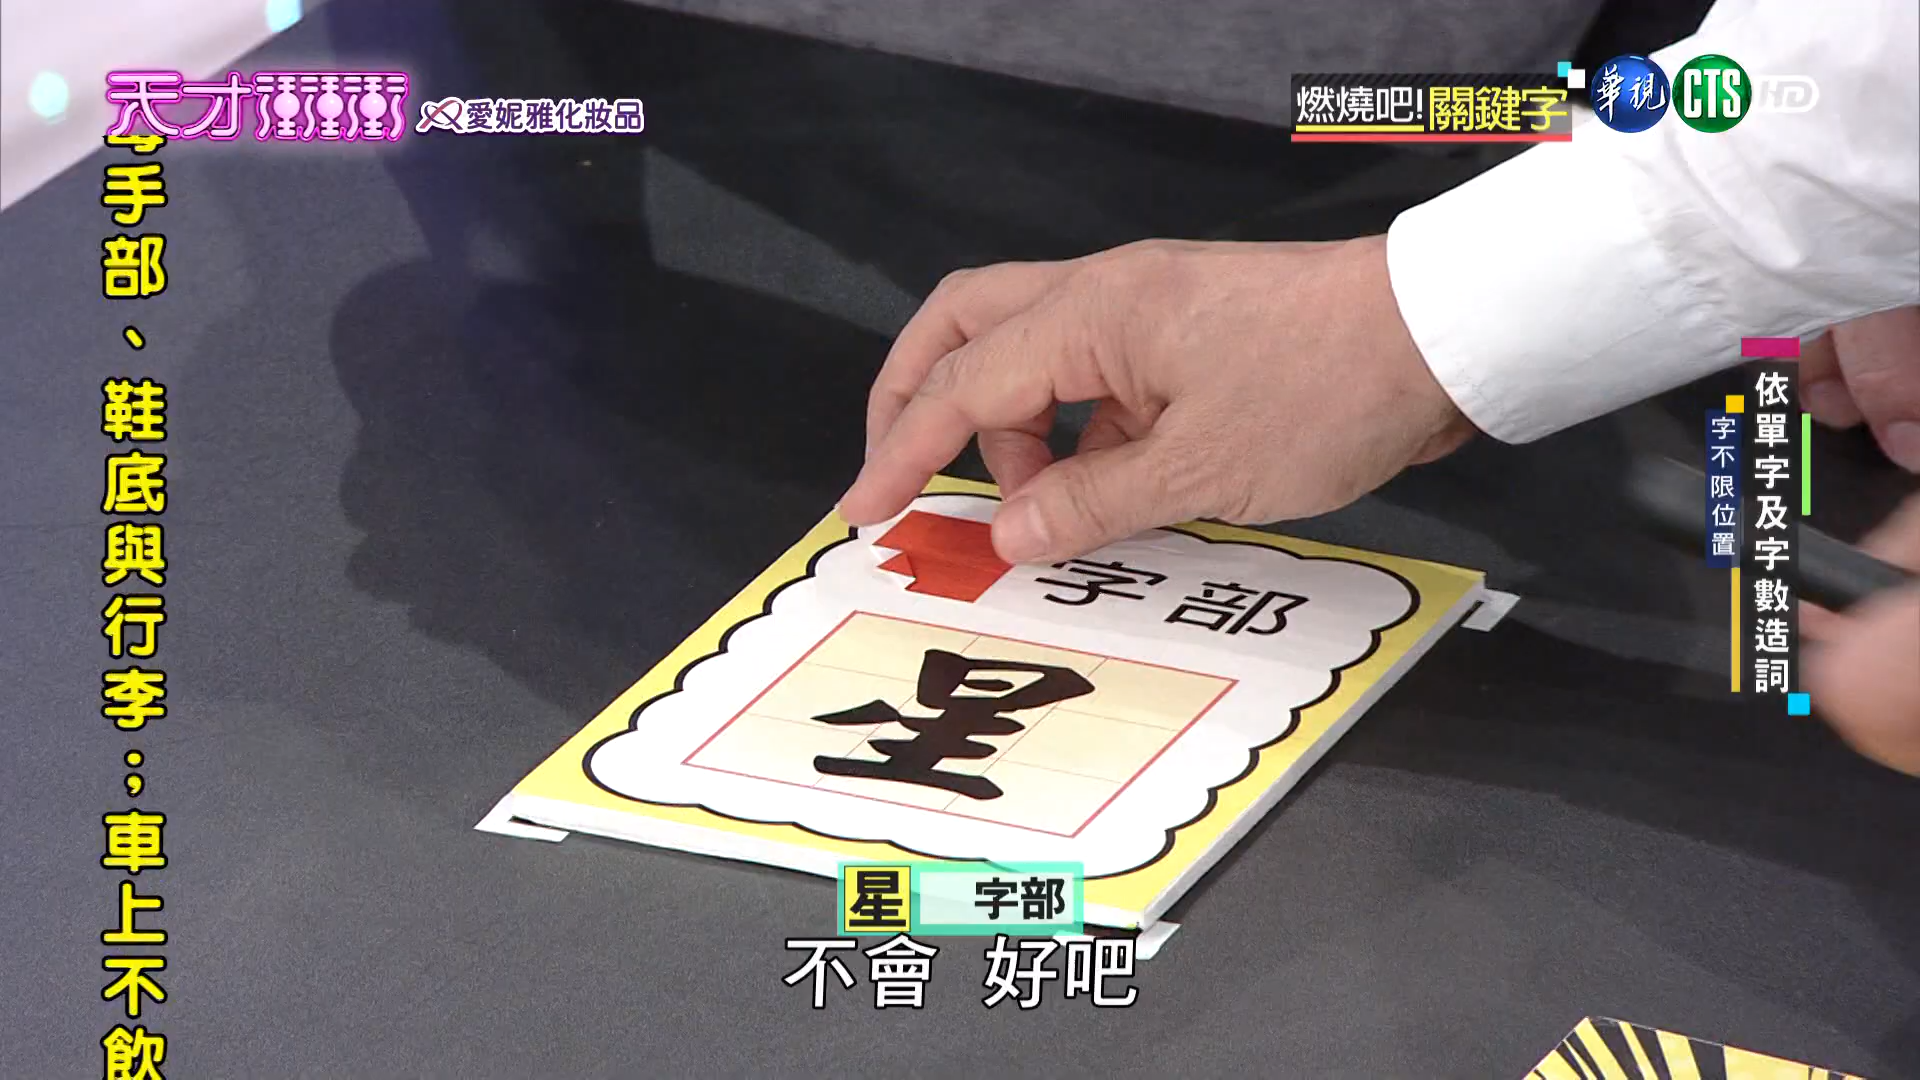 天才衝衝衝
愛妮雅化妝品
燃燒吧!關鍵字
華視 CTS HD
手部、鞋底與行李;車上不飲
依單字及字數造詞
字不限位置
字部
星
星 字部
不會 好吧